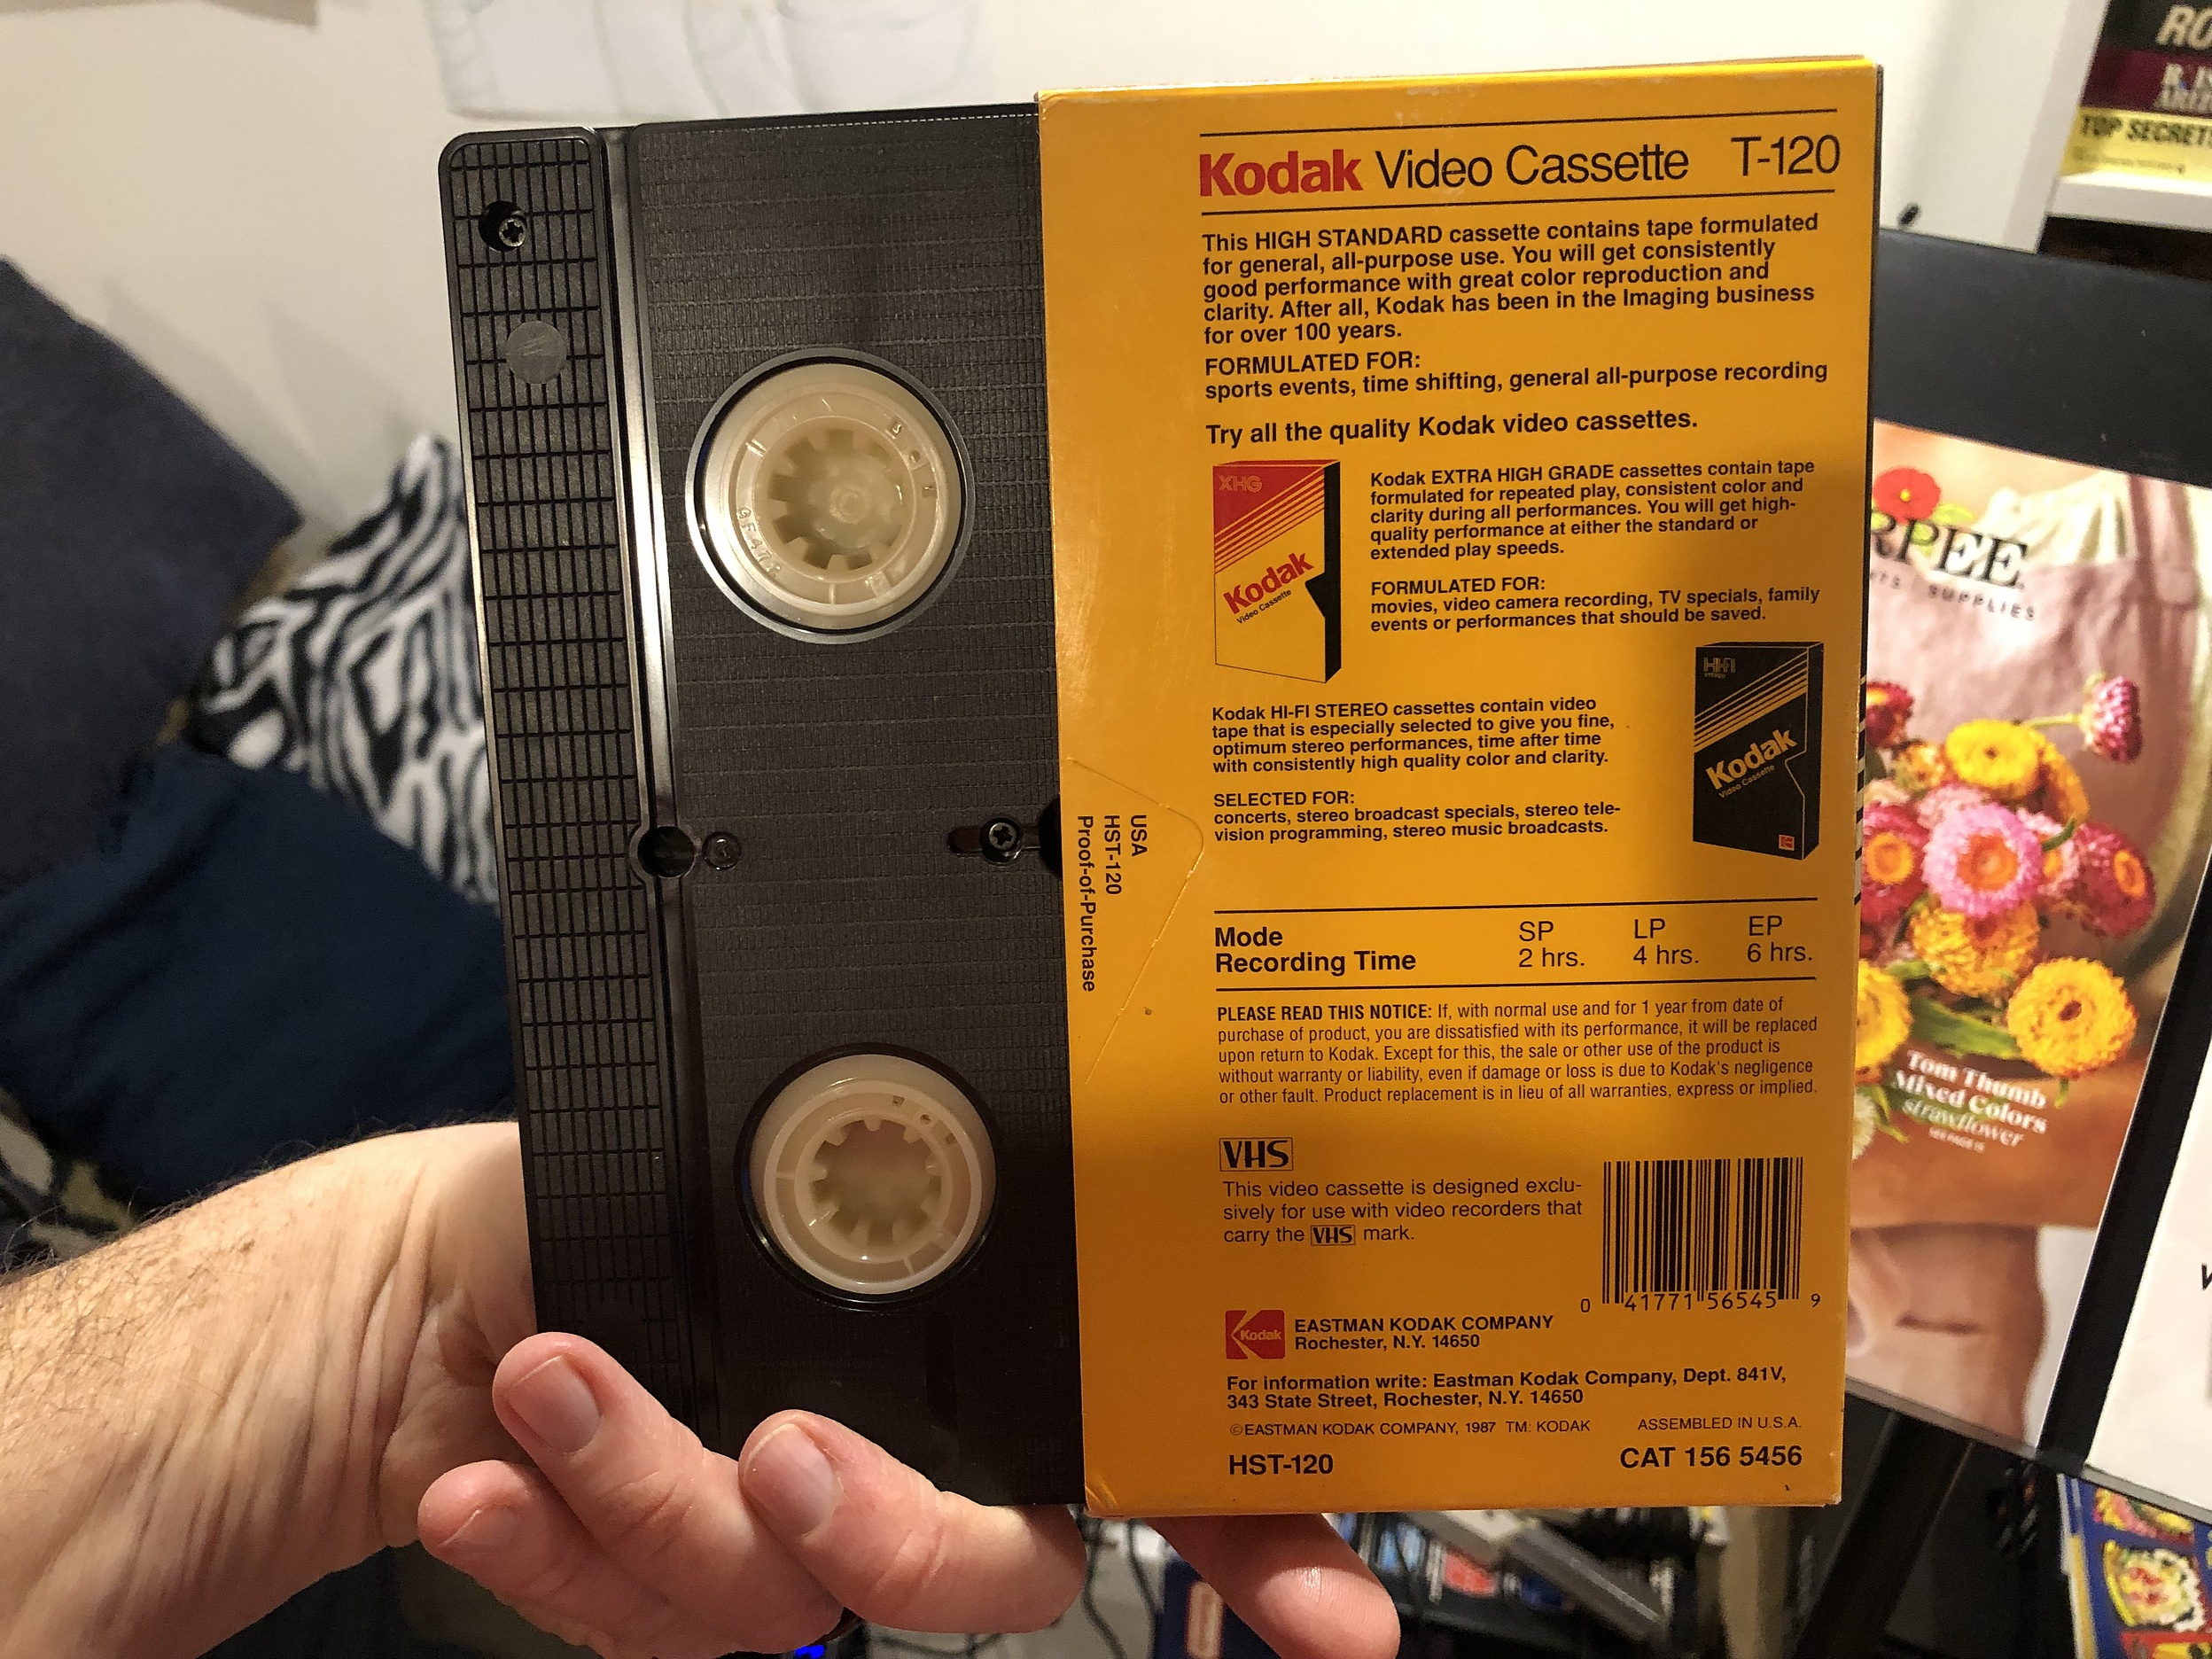 Kodak Video Cassette T-120
This HIGH STANDARD cassette contains tape formulated
for general, all-purpose use. You will get consistently
good performance with great color reproduction and
clarity. After all, Kodak has been in the Imaging business
for over 100 years.
FORMULATED FOR:
sports events, time shifting, general all-purpose recording
Try all the quality Kodak video cassettes.
XHG
Kodak
Video Cassette
Kodak EXTRA HIGH GRADE cassettes contain tape
formulated for repeated play, consistent color and
clarity during all performances. You will get high-
quality performance at either the standard or
extended play speeds.
FORMULATED FOR:
movies, video camera recording, TV specials, family
events or performances that should be saved.
Kodak HI-FI STEREO cassettes contain video
tape that is especially selected to give you fine,
optimum stereo performances, time after time
with consistently high quality color and clarity.
SELECTED FOR:
concerts, stereo broadcast specials, stereo tele-
vision programming, stereo music broadcasts.
HI-FI
STEREO
Kodak
Video Cassette
USA
HST-120
Proof-of-Purchase
Mode SP LP EP
Recording Time 2 hrs. 4 hrs. 6 hrs.
PLEASE READ THIS NOTICE: If, with normal use and for 1 year from date of
purchase of product, you are dissatisfied with its performance, it will be replaced
upon return to Kodak. Except for this, the sale or other use of the product is
without warranty or liability, even if damage or loss is due to Kodak's negligence
or other fault. Product replacement is in lieu of all warranties, express or implied.
VHS
This video cassette is designed exclu-
sively for use with video recorders that
carry the VHS mark.
0 41771 56545 9
Kodak
EASTMAN KODAK COMPANY
Rochester, N.Y. 14650
For information write: Eastman Kodak Company, Dept. 841V,
343 State Street, Rochester, N.Y. 14650
©EASTMAN KODAK COMPANY, 1987 TM: KODAK ASSEMBLED IN U.S.A.
HST-120 CAT 156 5456
TOP SECRET
RPEE
SUPPLIES
Tom Thumb
Mixed Colors
strawflower